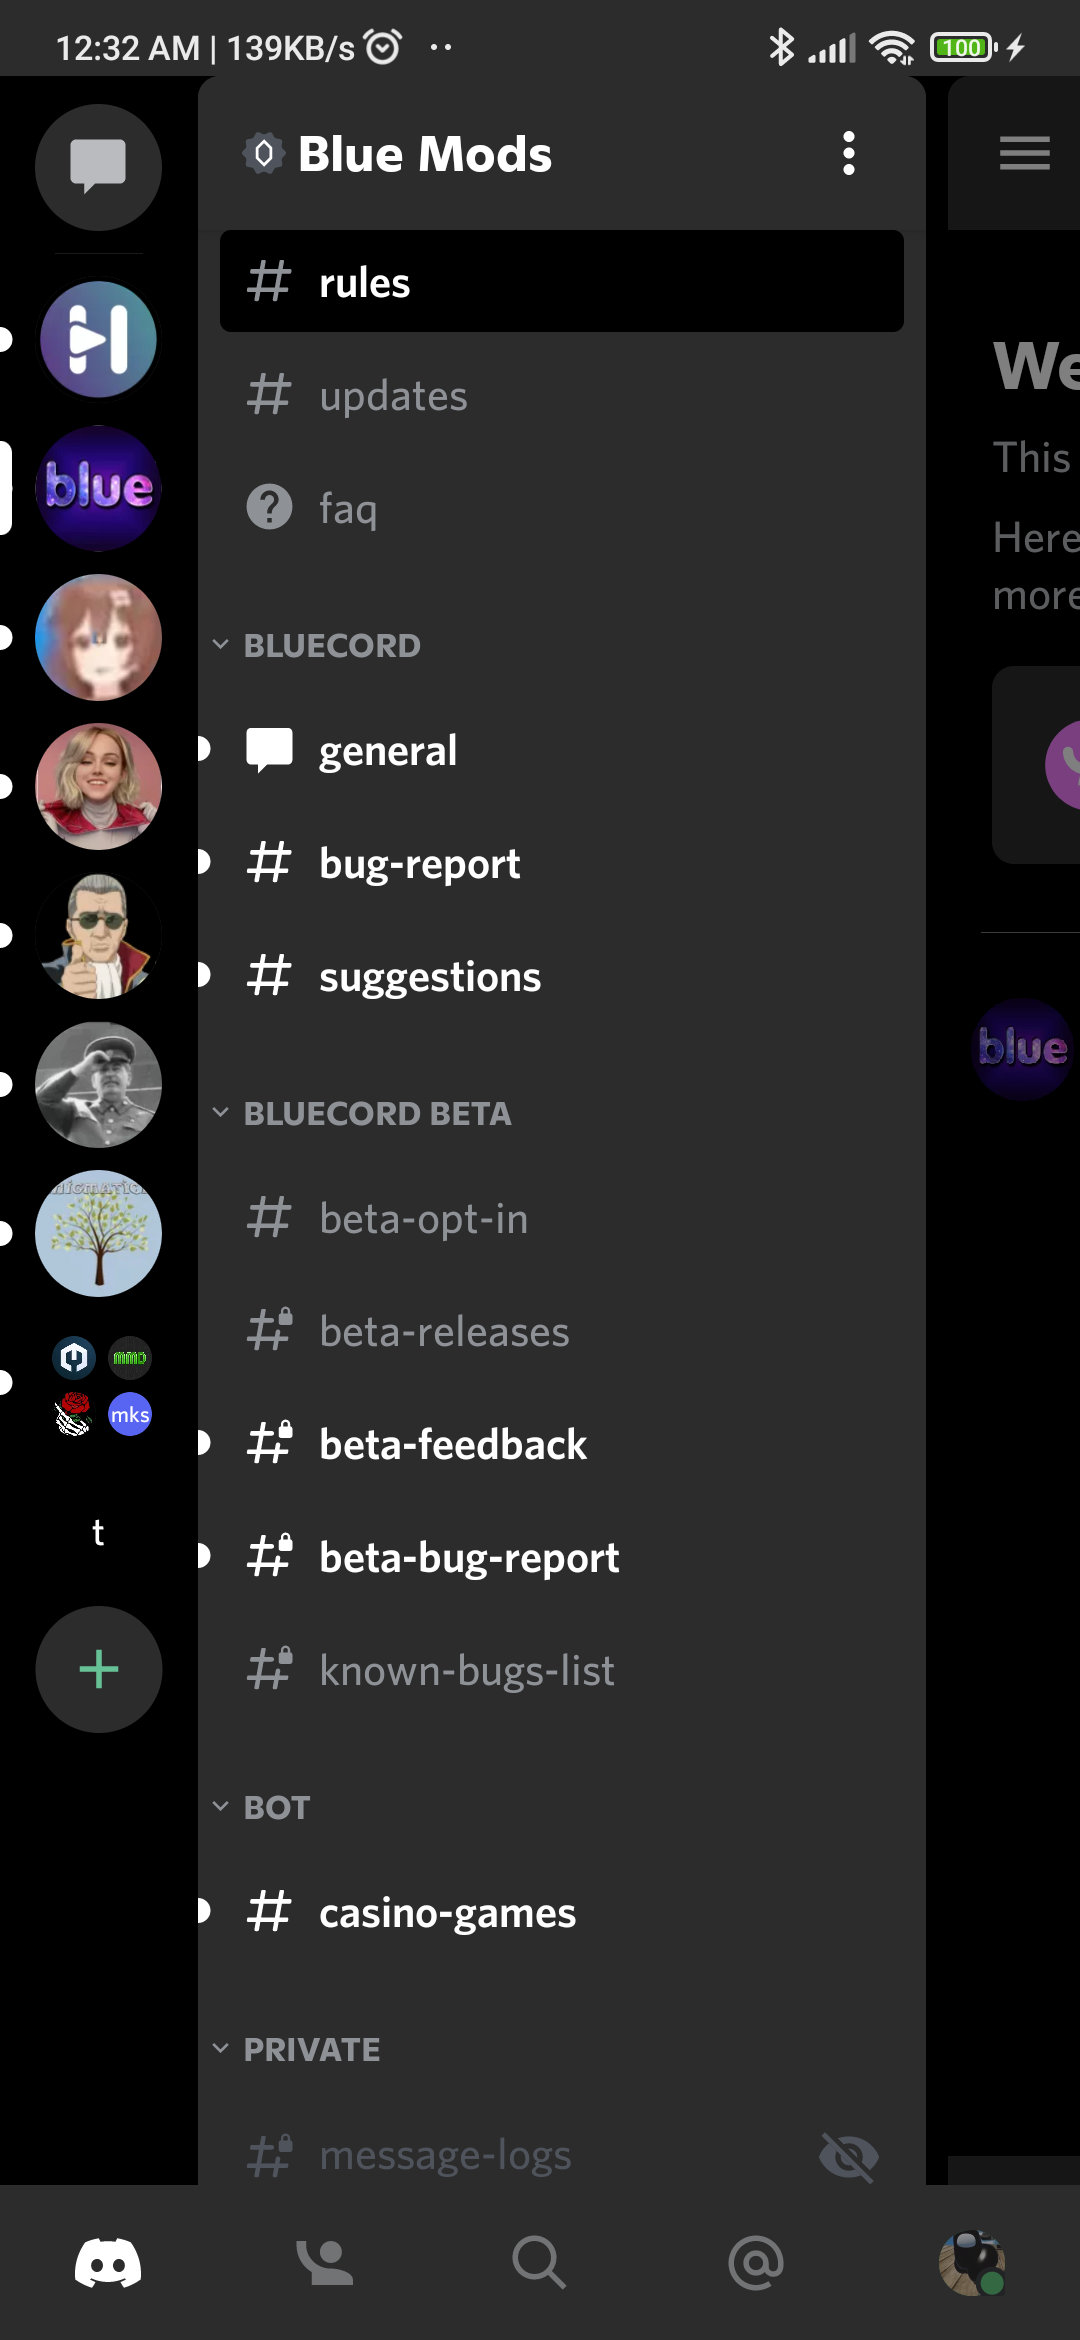 12:32 AM | 139KB/s
100
Blue Mods
rules
updates
faq
BLUECORD
general
bug-report
suggestions
BLUECORD BETA
beta-opt-in
beta-releases
beta-feedback
beta-bug-report
known-bugs-list
BOT
casino-games
PRIVATE
message-logs
blue
MMD
mks
t
We
This
Here
more
blue